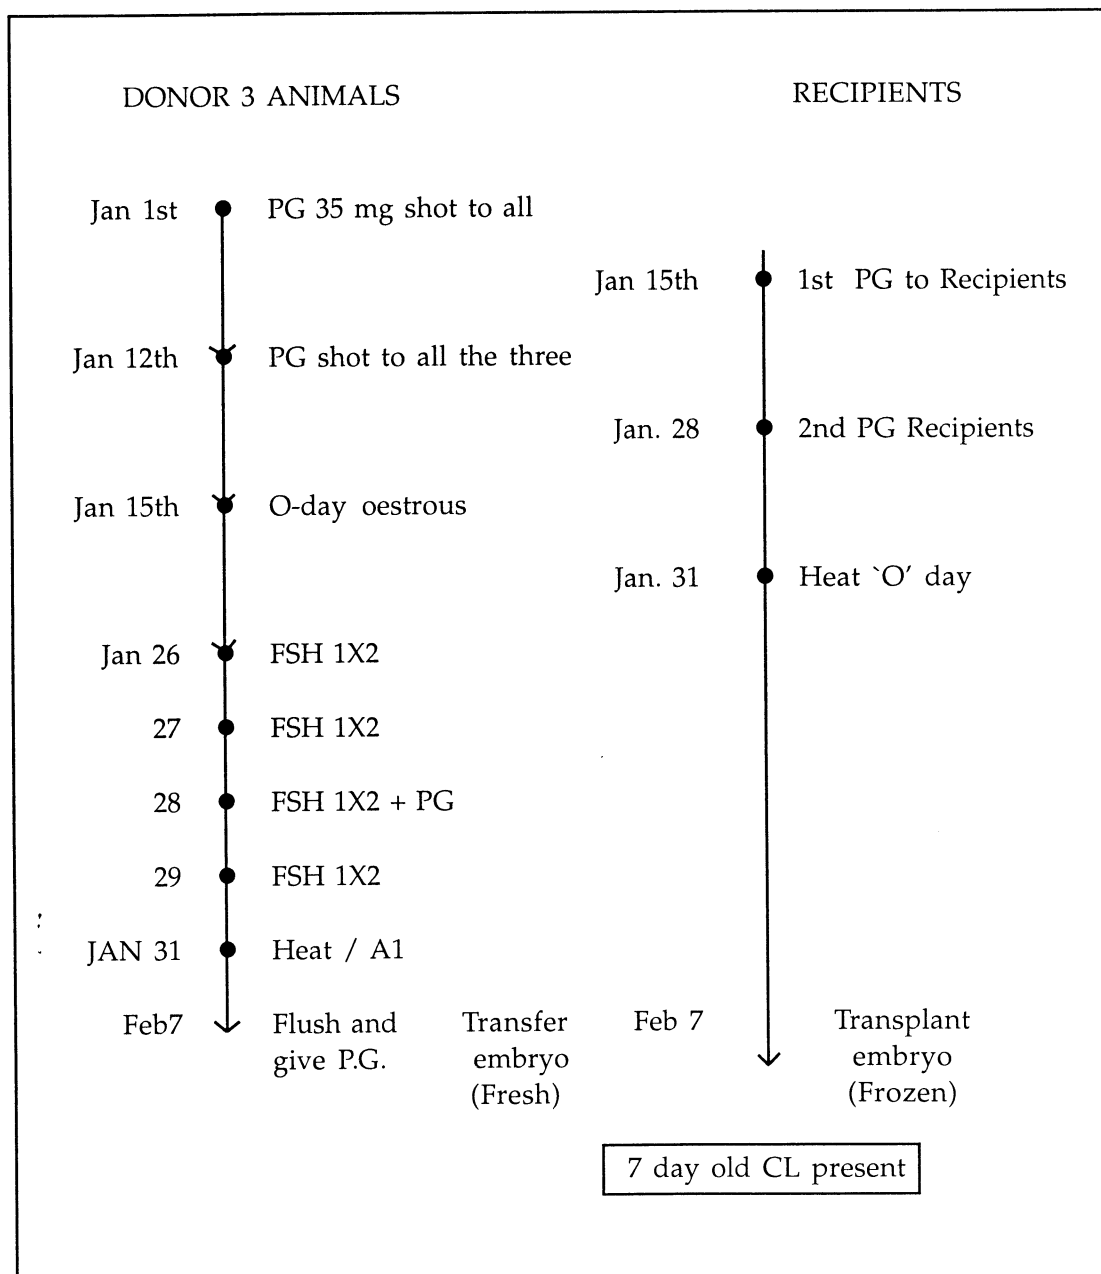 DONOR 3 ANIMALS
RECIPIENTS
Jan 1st PG 35 mg shot to all
Jan 15th 1st PG to Recipients
Jan 12th PG shot to all the three
Jan. 28 2nd PG Recipients
Jan 15th O-day oestrous
Jan. 31 Heat `O' day
Jan 26 FSH 1X2
27 FSH 1X2
28 FSH 1X2 + PG
29 FSH 1X2
JAN 31 Heat / A1
Feb7 Flush and Transfer Feb 7 Transplant
give P.G. embryo embryo
(Fresh) (Frozen)
7 day old CL present